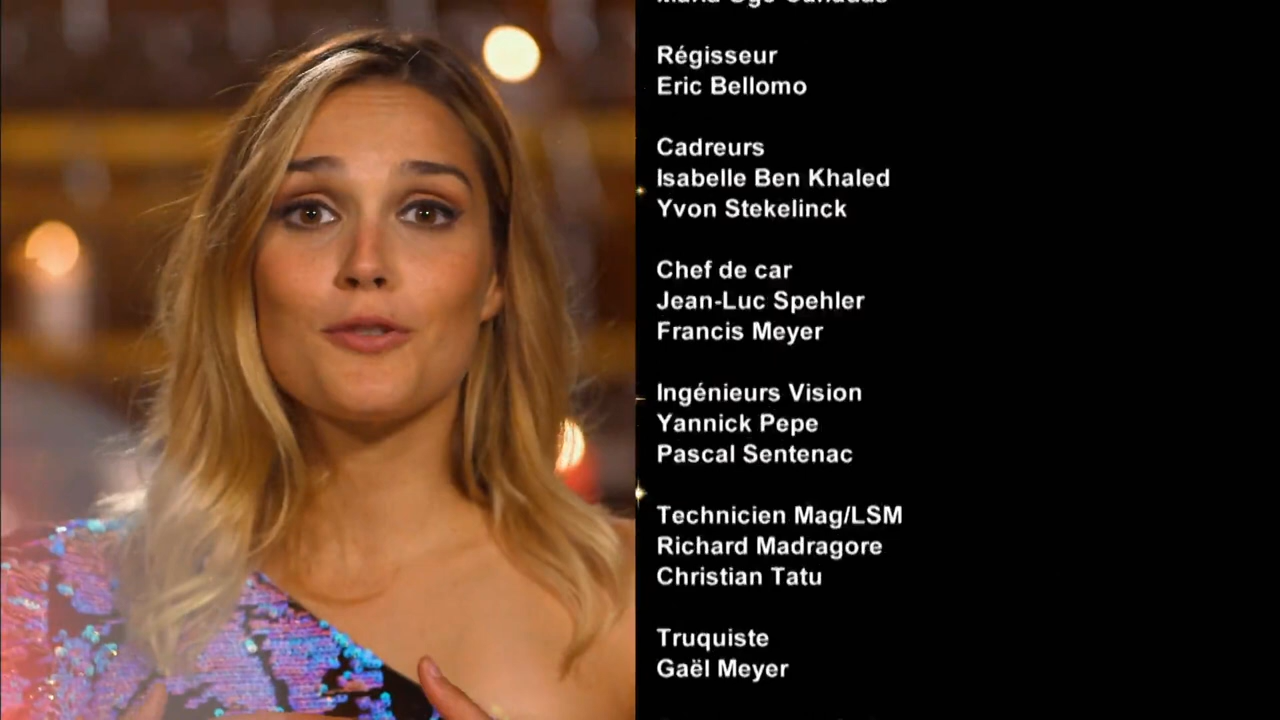 Régisseur
Eric Bellomo
Cadreurs
Isabelle Ben Khaled
Yvon Stekelinck
Chef de car
Jean-Luc Spehler
Francis Meyer
Ingénieurs Vision
Yannick Pepe
Pascal Sentenac
Technicien Mag/LSM
Richard Madragore
Christian Tatu
Truquiste
Gaël Meyer